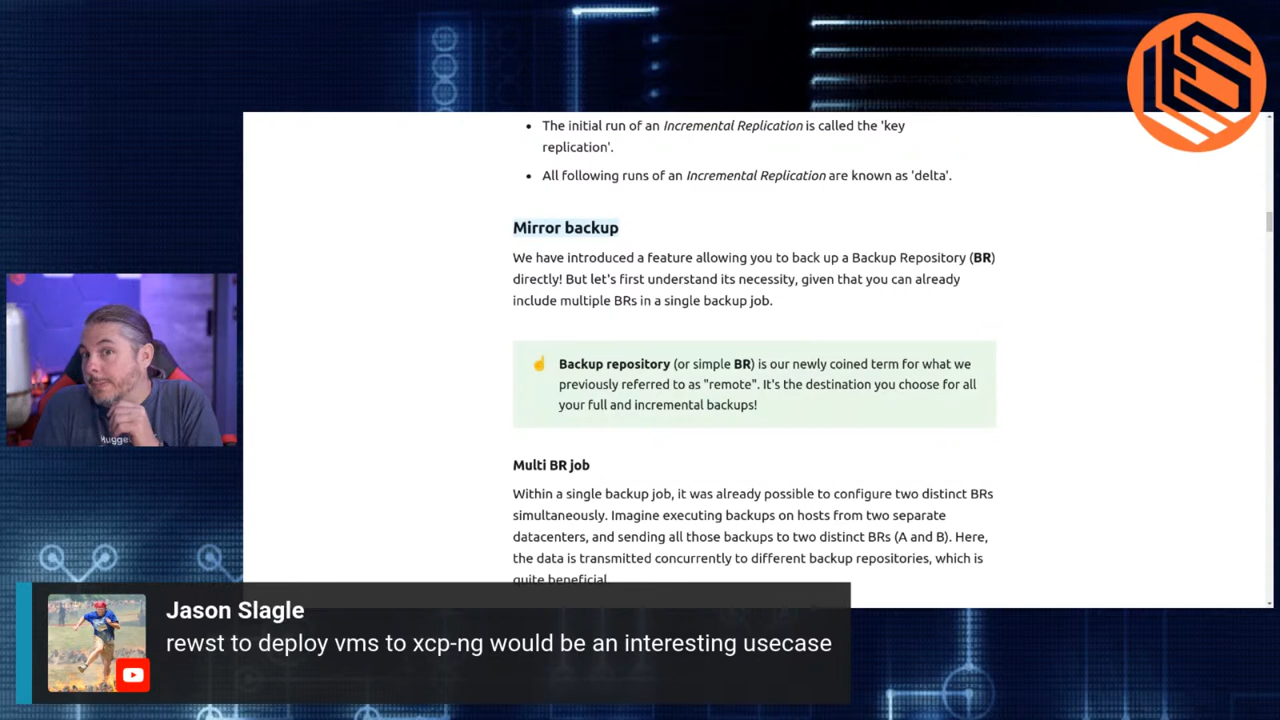 • The initial run of an Incremental Replication is called the 'key
replication'.
• All following runs of an Incremental Replication are known as 'delta'.
Mirror backup
We have introduced a feature allowing you to back up a Backup Repository (BR)
directly! But let's first understand its necessity, given that you can already
include multiple BRs in a single backup job.
☝ Backup repository (or simple BR) is our newly coined term for what we
previously referred to as "remote". It's the destination you choose for all
your full and incremental backups!
Multi BR job
Within a single backup job, it was already possible to configure two distinct BRs
simultaneously. Imagine executing backups on hosts from two separate
datacenters, and sending all those backups to two distinct BRs (A and B). Here,
the data is transmitted concurrently to different backup repositories, which is
quite beneficial.
Jason Slagle
rewst to deploy vms to xcp-ng would be an interesting usecase